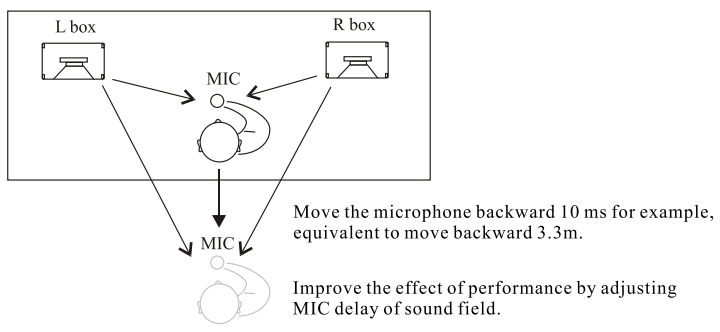 L box
R box
MIC
MIC
Move the microphone backward 10 ms for example,
equivalent to move backward 3.3m.
Improve the effect of performance by adjusting
MIC delay of sound field.